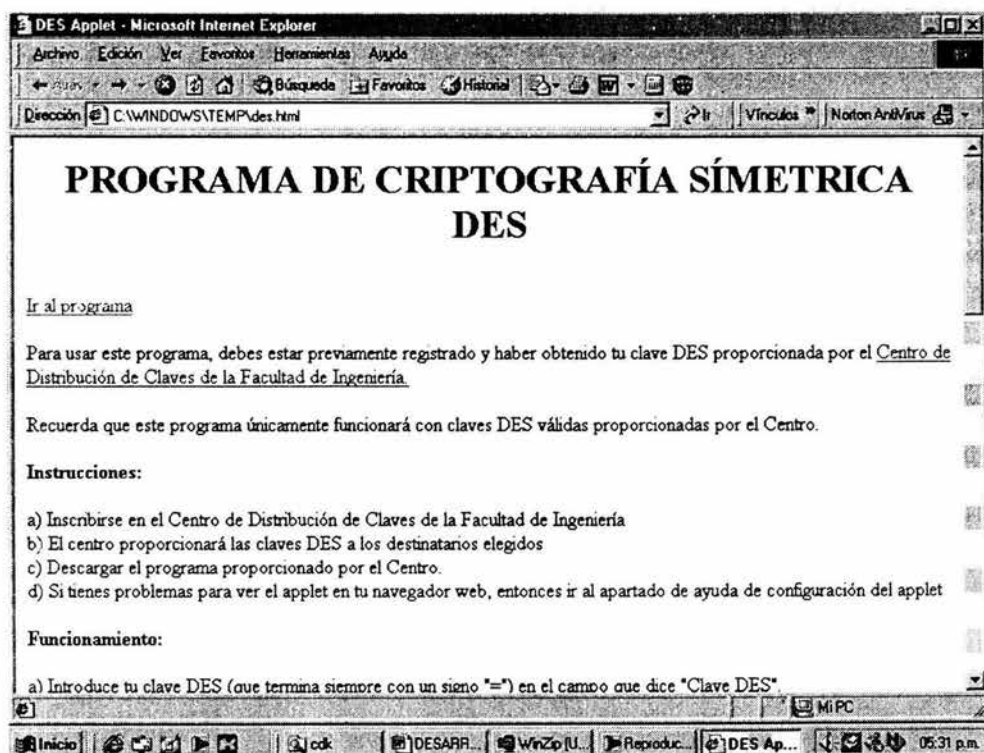 DES Applet - Microsoft Internet Explorer
Archivo Edición Ver Favoritos Herramientas Ayuda
Atrás Búsqueda Favoritos Historial
Dirección C:\WINDOWS\TEMP\des.html Ir Vínculos » Norton AntiVirus
PROGRAMA DE CRIPTOGRAFÍA SÍMETRICA
DES
Ir al programa
Para usar este programa, debes estar previamente registrado y haber obtenido tu clave DES proporcionada por el Centro de
Distribución de Claves de la Facultad de Ingeniería.
Recuerda que este programa únicamente funcionará con claves DES válidas proporcionadas por el Centro.
Instrucciones:
a) Inscribirse en el Centro de Distribución de Claves de la Facultad de Ingeniería
b) El centro proporcionará las claves DES a los destinatarios elegidos
c) Descargar el programa proporcionado por el Centro.
d) Si tienes problemas para ver el applet en tu navegador web, entonces ir al apartado de ayuda de configuración del applet
Funcionamiento:
a) Introduce tu clave DES (que termina siempre con un signo "=") en el campo que dice "Clave DES".
Mi PC
Inicio cdk DESARR... WinZip (U... Reproduc... DES Ap... 05:31 p.m.